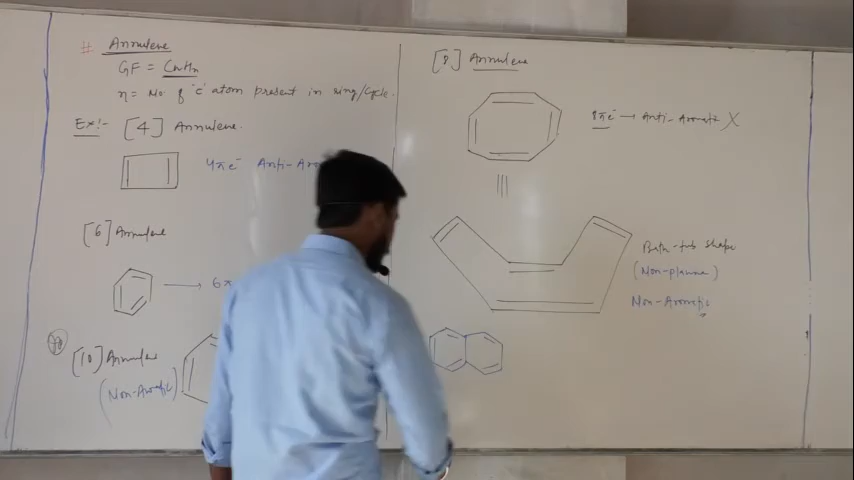 # Annulene
GF = CnHn
n = No of "C" atom present in ring/cycle.
Ex:- [4] Annulene.
4πe⁻ Anti-Aro
[6] Annulene
6π
[10] Annulene
(Non-Aromatic)
[8] Annulene
8πe⁻ → Anti-Aromatic X
Bath-tub shape
(Non-planar)
Non-Aromatic